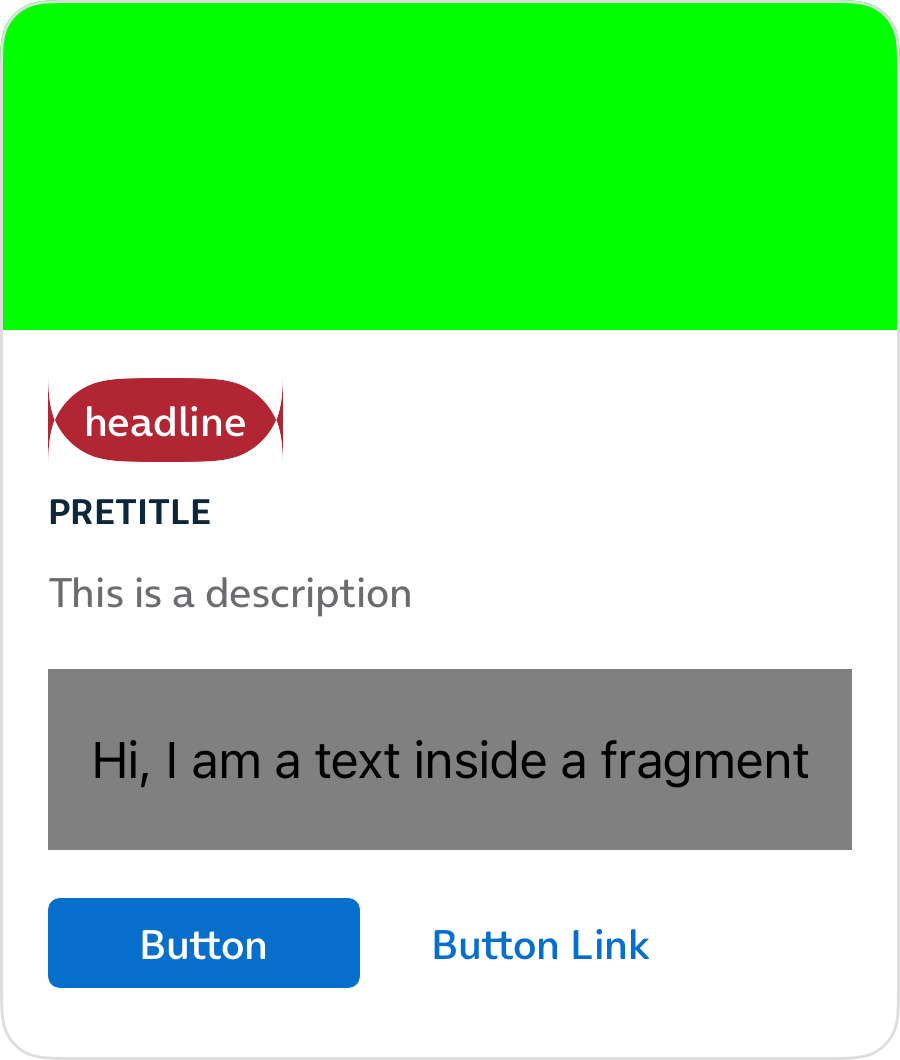 headline
PRETITLE
This is a description
Hi, I am a text inside a fragment
Button
Button Link